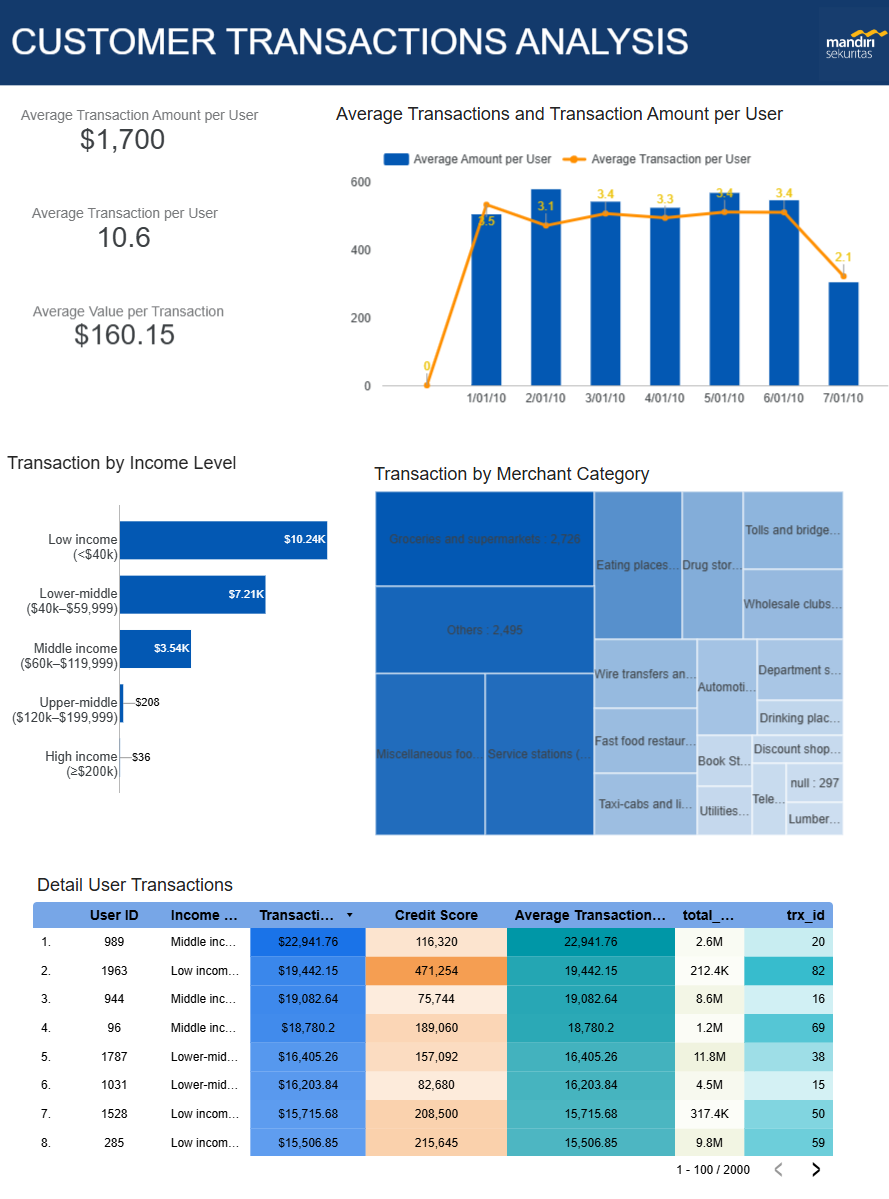 CUSTOMER TRANSACTIONS ANALYSIS
mandiri
sekuritas
Average Transaction Amount per User
$1,700
Average Transaction per User
10.6
Average Value per Transaction
$160.15
Average Transactions and Transaction Amount per User
Average Amount per User
Average Transaction per User
600
400
200
0
0
3.5
3.1
3.4
3.3
3.4
3.4
2.1
1/01/10
2/01/10
3/01/10
4/01/10
5/01/10
6/01/10
7/01/10
Transaction by Income Level
Low income
(<$40k)
$10.24K
Lower-middle
($40k–$59,999)
$7.21K
Middle income
($60k–$119,999)
$3.54K
Upper-middle
($120k–$199,999)
$208
High income
(≥$200k)
$36
Transaction by Merchant Category
Groceries and supermarkets : 2,726
Others : 2,495
Miscellaneous foo...
Service stations (...
Eating places...
Drug stor...
Tolls and bridge...
Wholesale clubs...
Wire transfers an...
Fast food restaur...
Taxi-cabs and li...
Automoti...
Department s...
Drinking plac...
Book St...
Utilities...
Discount shop...
Tele...
null : 297
Lumber...
Detail User Transactions
User ID Income ... Transacti... Credit Score Average Transaction... total_... trx_id
1. 989 Middle inc... $22,941.76 116,320 22,941.76 2.6M 20
2. 1963 Low incom... $19,442.15 471,254 19,442.15 212.4K 82
3. 944 Middle inc... $19,082.64 75,744 19,082.64 8.6M 16
4. 96 Middle inc... $18,780.2 189,060 18,780.2 1.2M 69
5. 1787 Lower-mid... $16,405.26 157,092 16,405.26 11.8M 38
6. 1031 Lower-mid... $16,203.84 82,680 16,203.84 4.5M 15
7. 1528 Low incom... $15,715.68 208,500 15,715.68 317.4K 50
8. 285 Low incom... $15,506.85 215,645 15,506.85 9.8M 59
1 - 100 / 2000